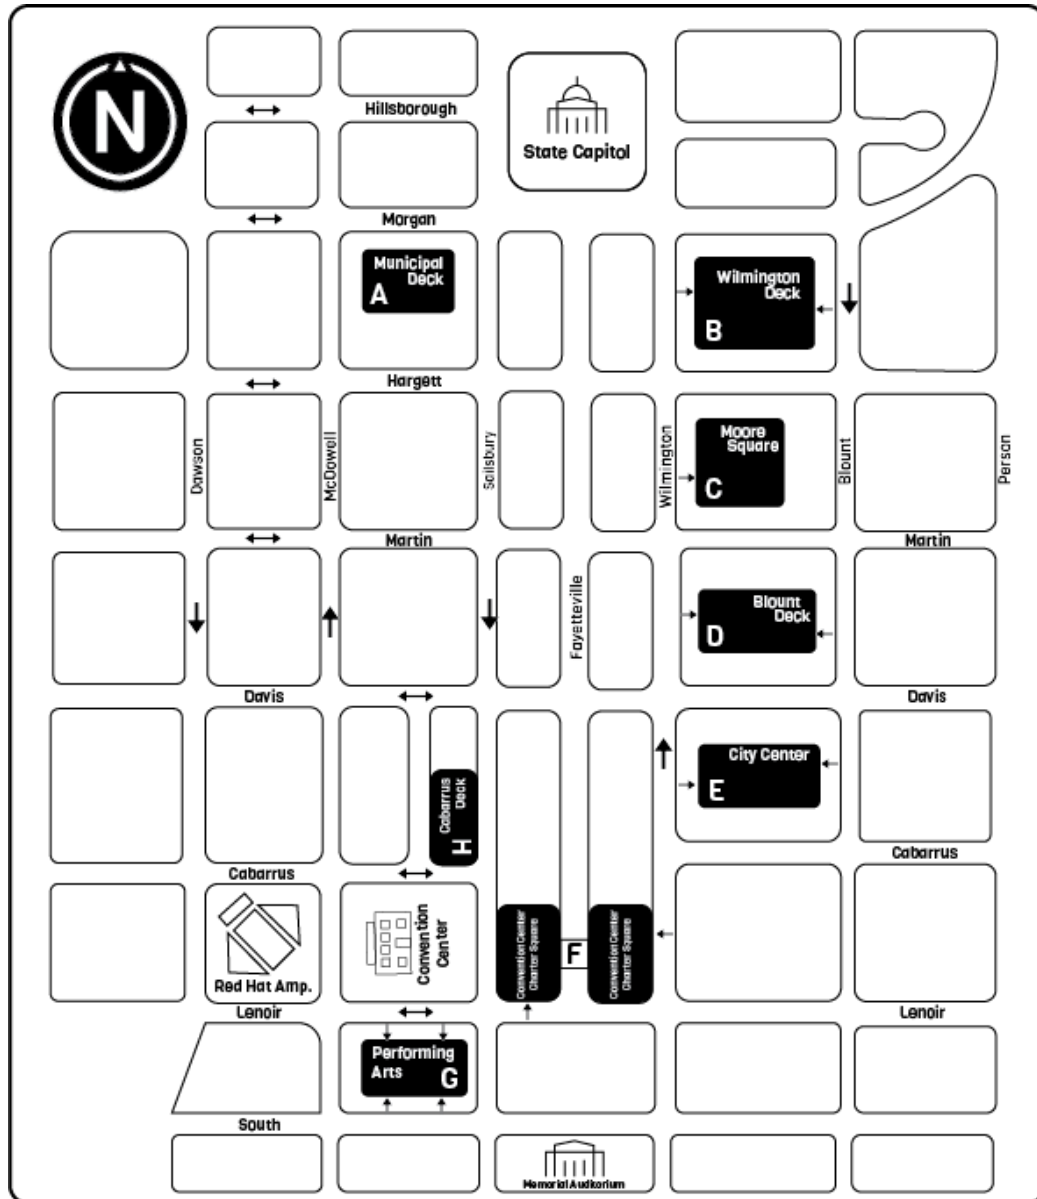 N
Hillsborough
State Capitol
Morgan
Municipal
Deck
A
Wilmington
Deck
B
Hargett
Dawson
McDowell
Salisbury
Wilmington
Moore
Square
C
Blount
Person
Martin
Martin
Fayetteville
Blount
Deck
D
Davis
Davis
City Center
E
Cabarrus
Deck
H
Cabarrus
Cabarrus
Red Hat Amp.
Convention
Center
Convention Center
Charter Square
F
Convention Center
Charter Square
Lenoir
Lenoir
Performing
Arts
G
South
Memorial Auditorium